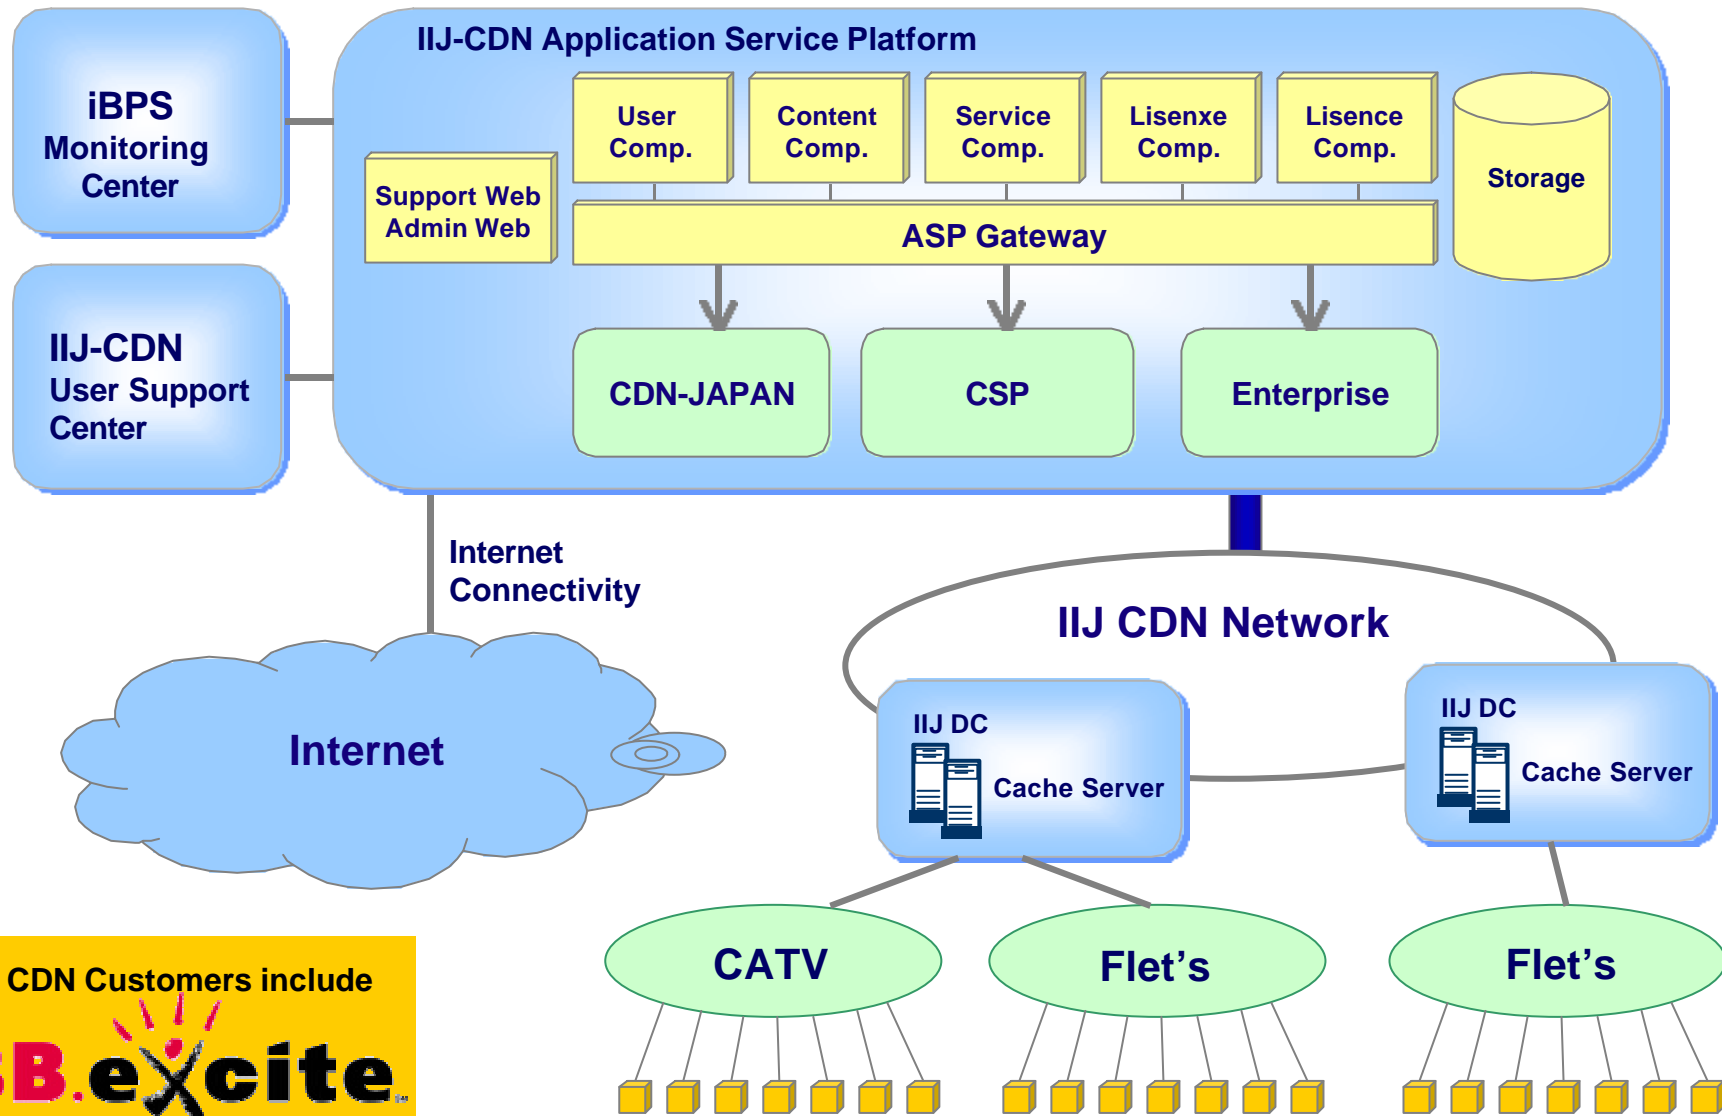 IIJ-CDN Application Service Platform
iBPS
Monitoring
Center
User
Comp.
Content
Comp.
Service
Comp.
Lisenxe
Comp.
Lisence
Comp.
Storage
Support Web
Admin Web
ASP Gateway
IIJ-CDN
User Support
Center
CDN-JAPAN
CSP
Enterprise
Internet
Connectivity
IIJ CDN Network
Internet
IIJ DC
Cache Server
IIJ DC
Cache Server
CATV
Flet's
Flet's
CDN Customers include
BB.excite